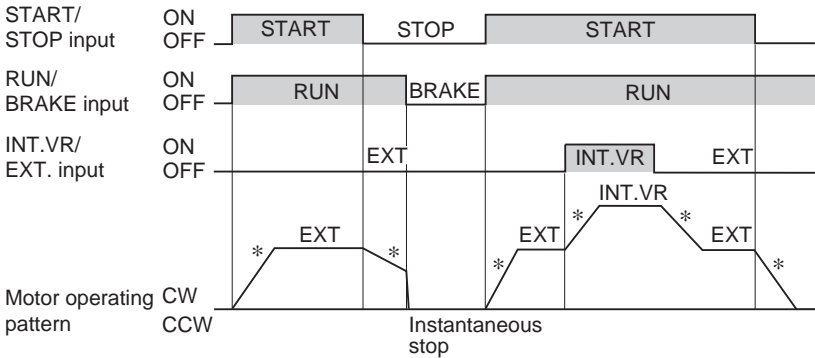 START/
STOP input
ON
OFF
START
STOP
START
RUN/
BRAKE input
ON
OFF
RUN
BRAKE
RUN
INT.VR/
EXT. input
ON
OFF
EXT
INT.VR
EXT
INT.VR
*
*
EXT
EXT
EXT
*
*
*
*
Motor operating
pattern
CW
CCW
Instantaneous
stop